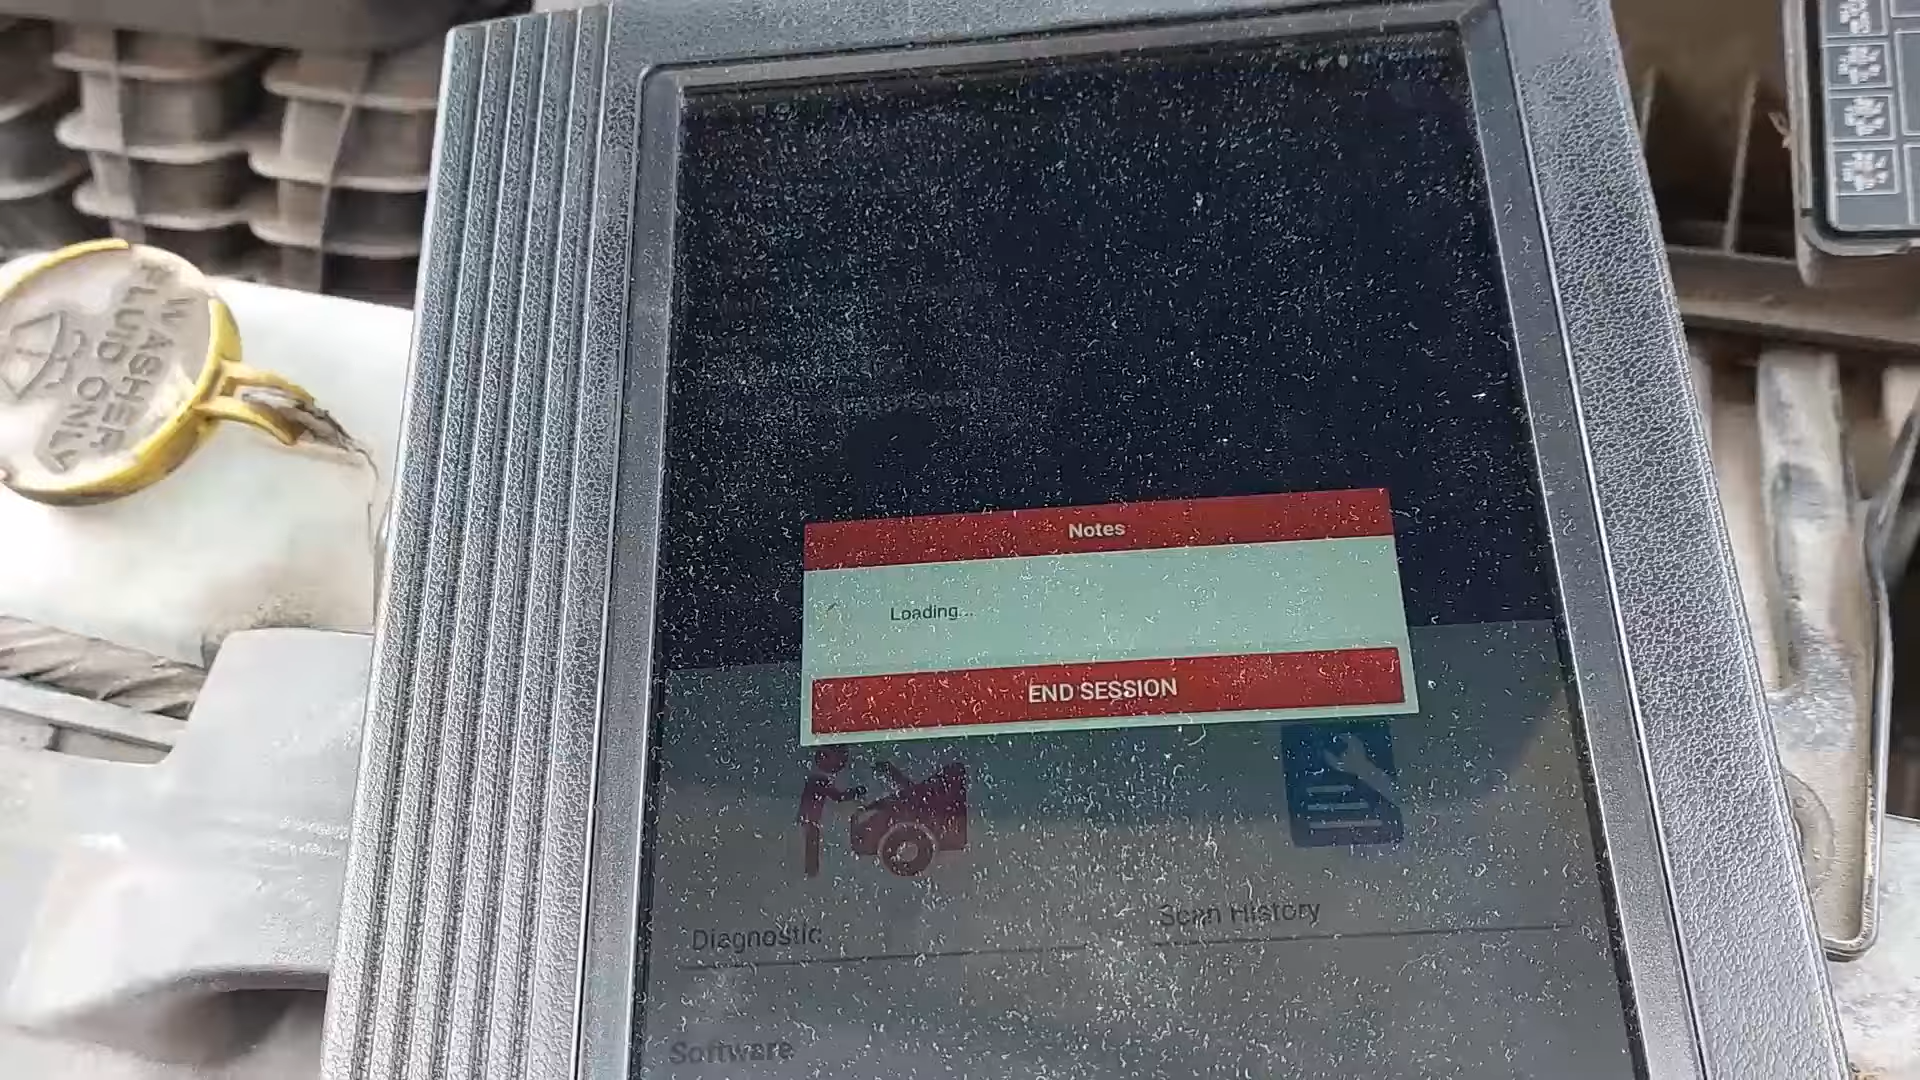 WASHER
FLUID ONLY
Notes
Loading...
END SESSION
Diagnostic
Scan History
Software